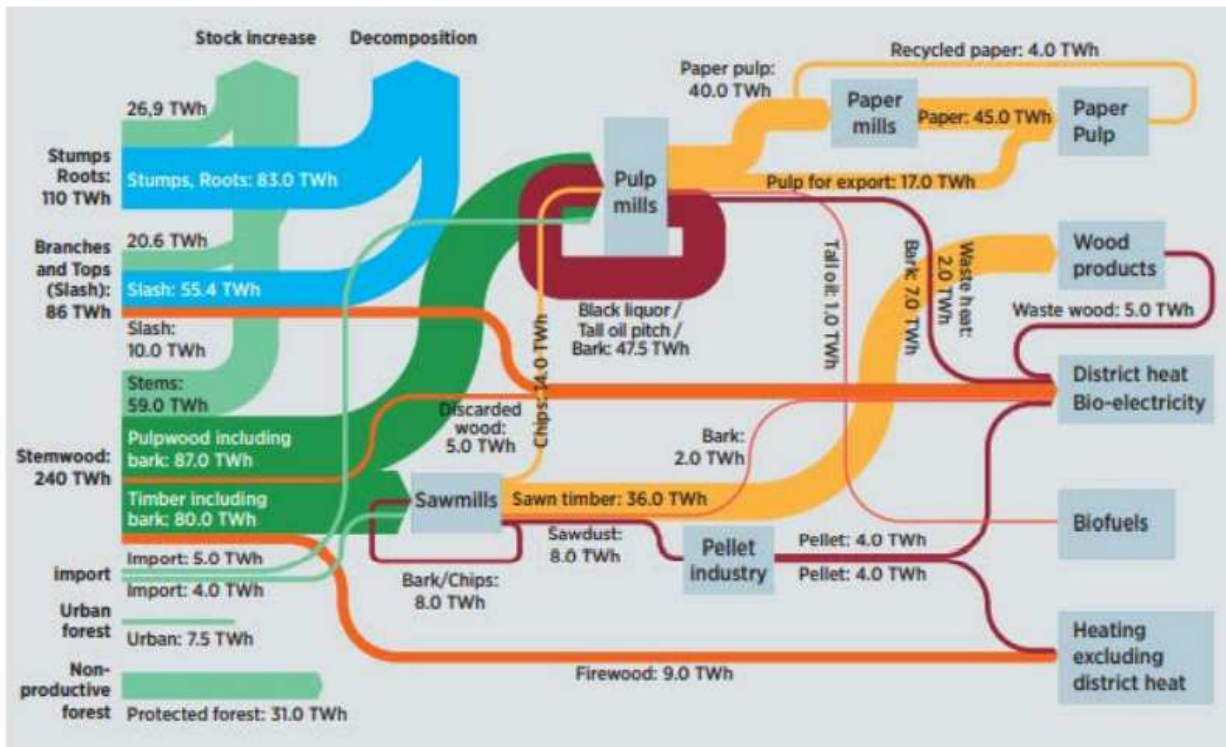 Stock increase
Decomposition
Recycled paper: 4.0 TWh
Paper pulp:
40.0 TWh
26,9 TWh
Paper
mills
Paper: 45.0 TWh
Paper
Pulp
Stumps
Roots:
110 TWh
Stumps, Roots: 83.0 TWh
Pulp
mills
Pulp for export: 17.0 TWh
20.6 TWh
Branches
and Tops
(Slash):
86 TWh
Slash: 55.4 TWh
Slash:
10.0 TWh
Black liquor /
Tall oil pitch /
Bark: 47.5 TWh
Tall oil: 1.0 TWh
Bark: 7.0 TWh
Waste heat:
2.0 TWh
Wood
products
Waste wood: 5.0 TWh
Stems:
59.0 TWh
Chips: 14.0 TWh
Discarded
wood:
5.0 TWh
District heat
Bio-electricity
Stemwood:
240 TWh
Pulpwood including
bark: 87.0 TWh
Bark:
2.0 TWh
Timber including
bark: 80.0 TWh
Sawmills
Sawn timber: 36.0 TWh
Biofuels
Sawdust:
8.0 TWh
Pellet
industry
Pellet: 4.0 TWh
Pellet: 4.0 TWh
import
Import: 5.0 TWh
Import: 4.0 TWh
Bark/Chips:
8.0 TWh
Urban
forest
Urban: 7.5 TWh
Heating
excluding
district heat
Firewood: 9.0 TWh
Non-
productive
forest
Protected forest: 31.0 TWh